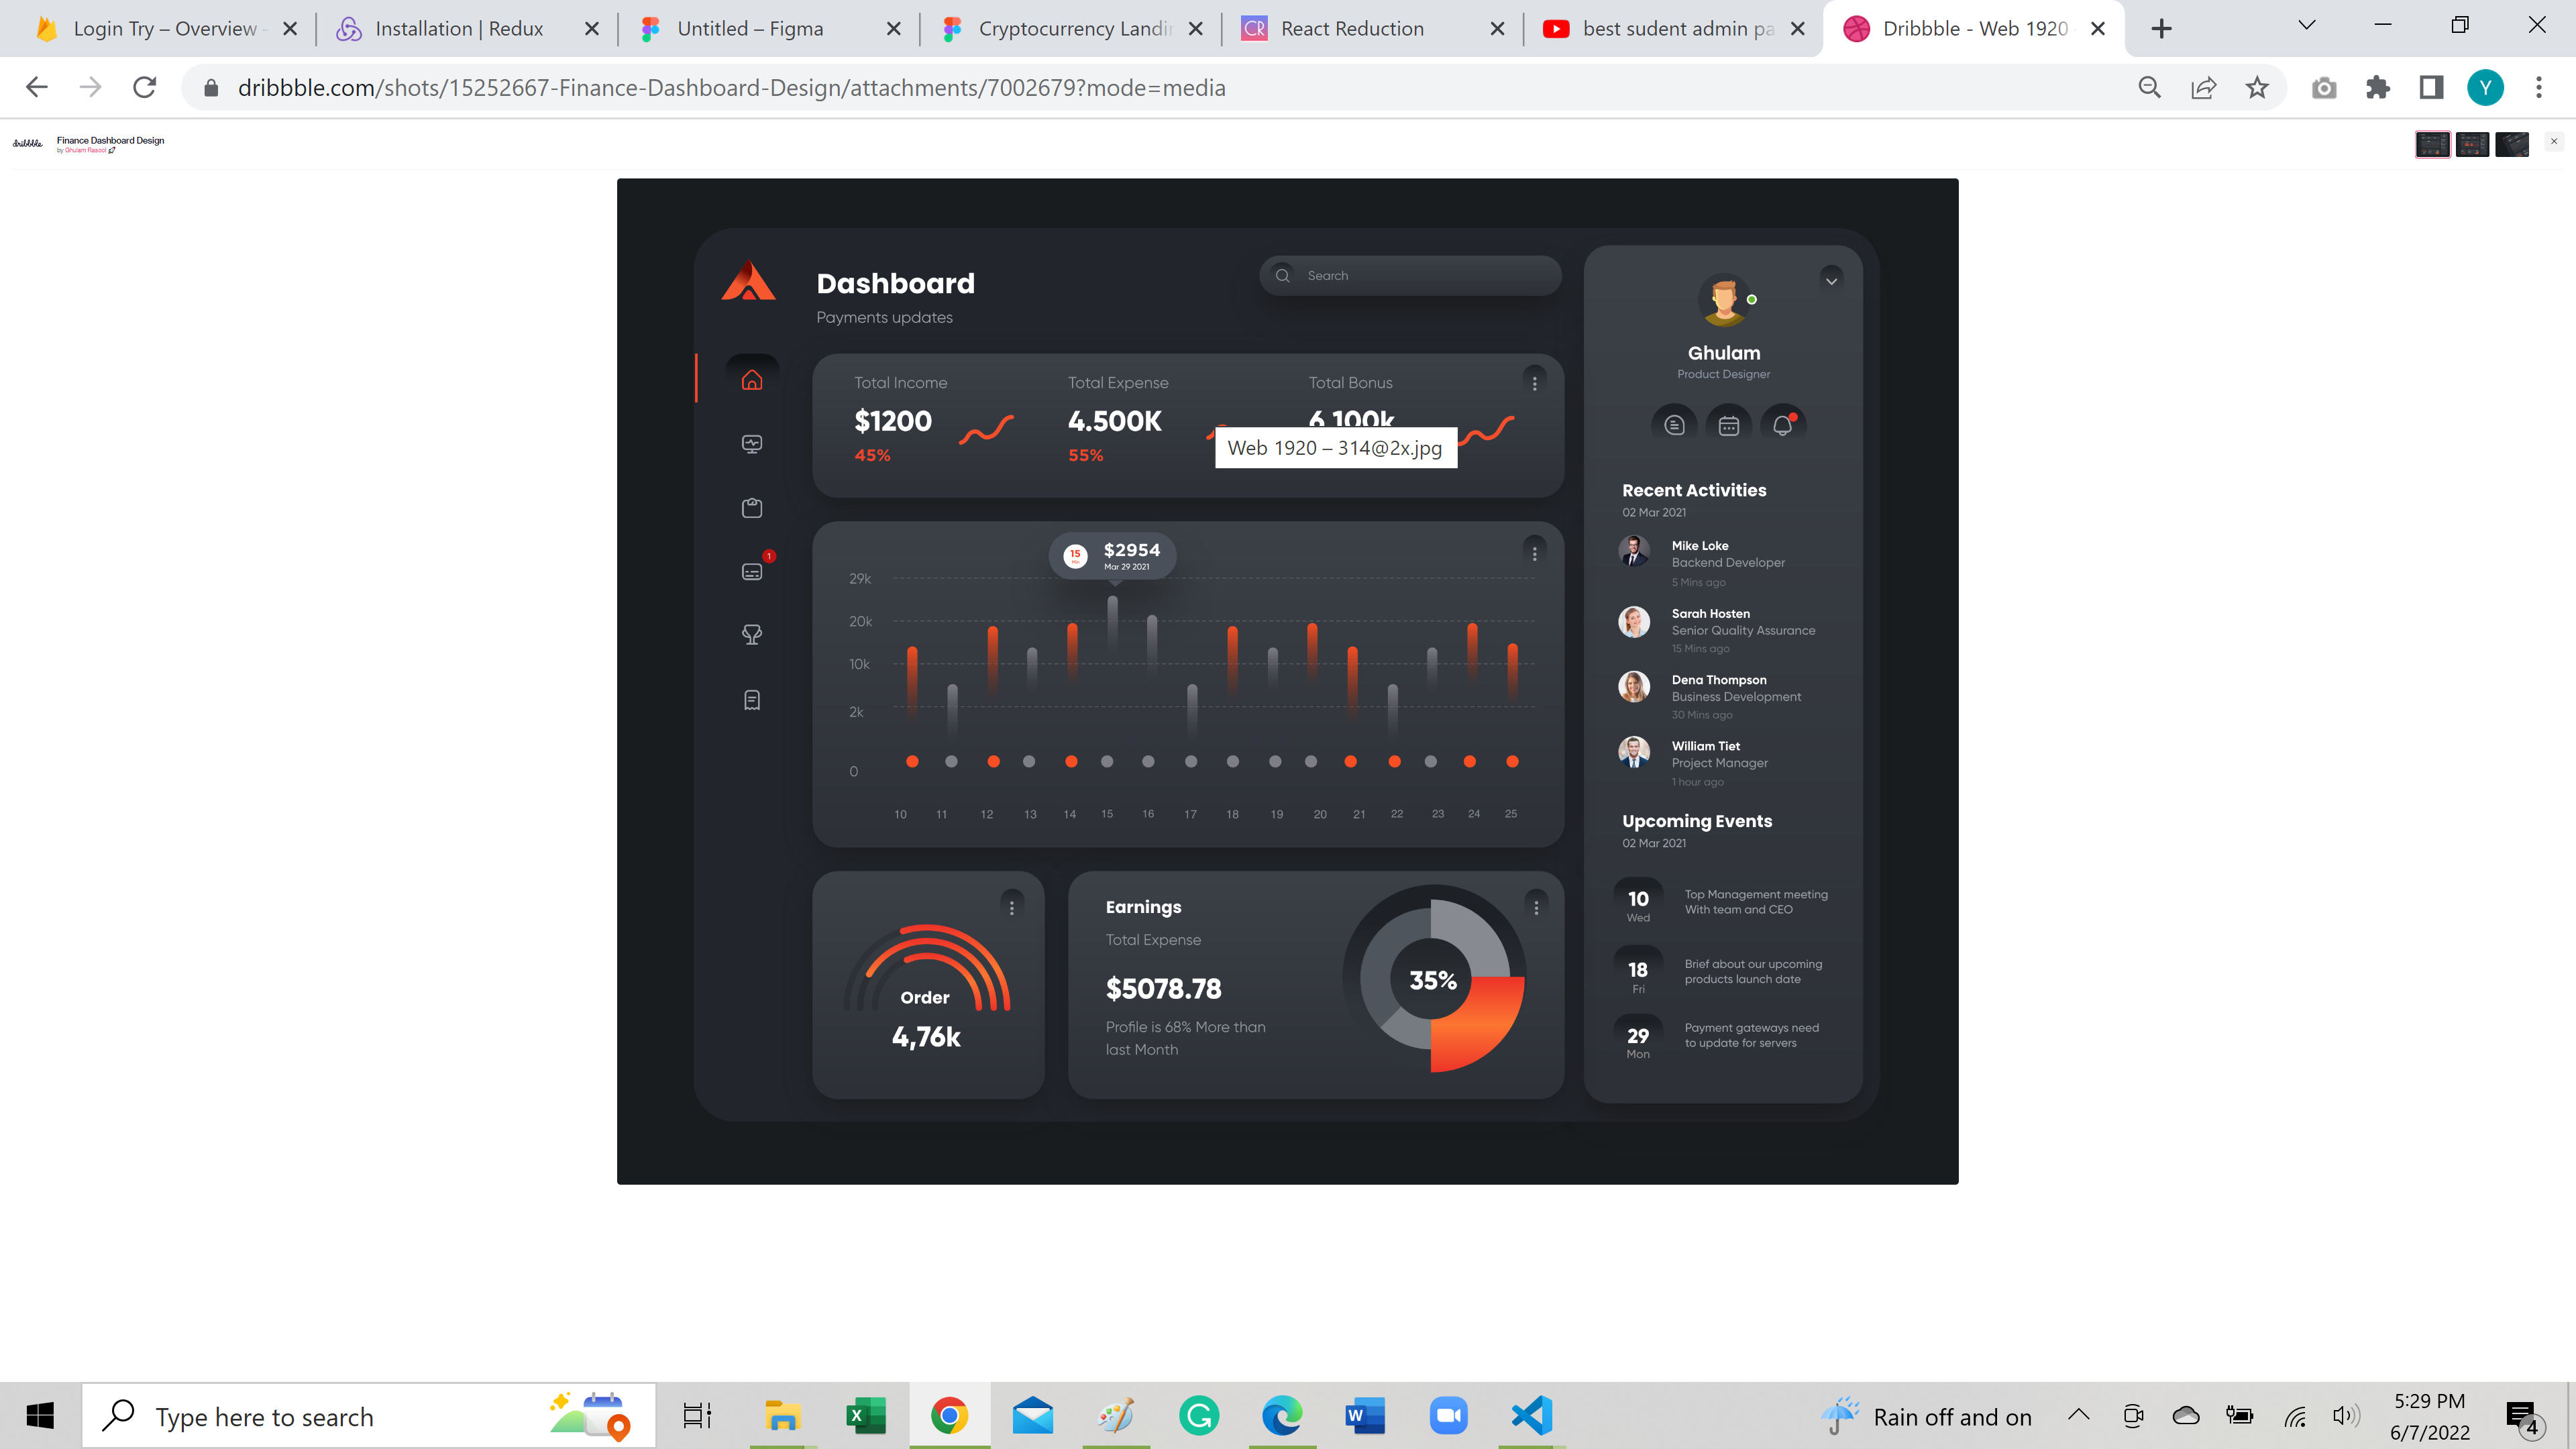 Login Try – Overview –
Installation | Redux
Untitled – Figma
Cryptocurrency Landin
React Reduction
best sudent admin pa
Dribbble - Web 1920
dribbble.com/shots/15252667-Finance-Dashboard-Design/attachments/7002679?mode=media
Y
dribbble
Finance Dashboard Design
by Ghulam Rasool
Dashboard
Payments updates
Search
Total Income
$1200
45%
Total Expense
4.500K
55%
Total Bonus
6.100k
Web 1920 – 314@2x.jpg
1
15
$2954
Mar 29 2021
29k
20k
10k
2k
0
10 11 12 13 14 15 16 17 18 19 20 21 22 23 24 25
Order
4,76k
Earnings
Total Expense
$5078.78
Profile is 68% More than
last Month
35%
Ghulam
Product Designer
Recent Activities
02 Mar 2021
Mike Loke
Backend Developer
5 Mins ago
Sarah Hosten
Senior Quality Assurance
15 Mins ago
Dena Thompson
Business Development
30 Mins ago
William Tiet
Project Manager
1 hour ago
Upcoming Events
02 Mar 2021
10
Wed
Top Management meeting
With team and CEO
18
Fri
Brief about our upcoming
products launch date
29
Mon
Payment gateways need
to update for servers
Type here to search
Rain off and on
5:29 PM
6/7/2022
4